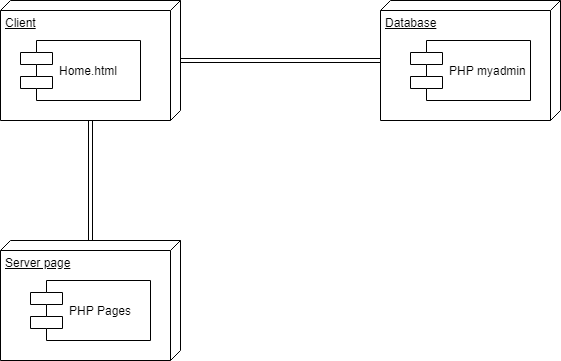 Client
Home.html
Database
PHP myadmin
Server page
PHP Pages